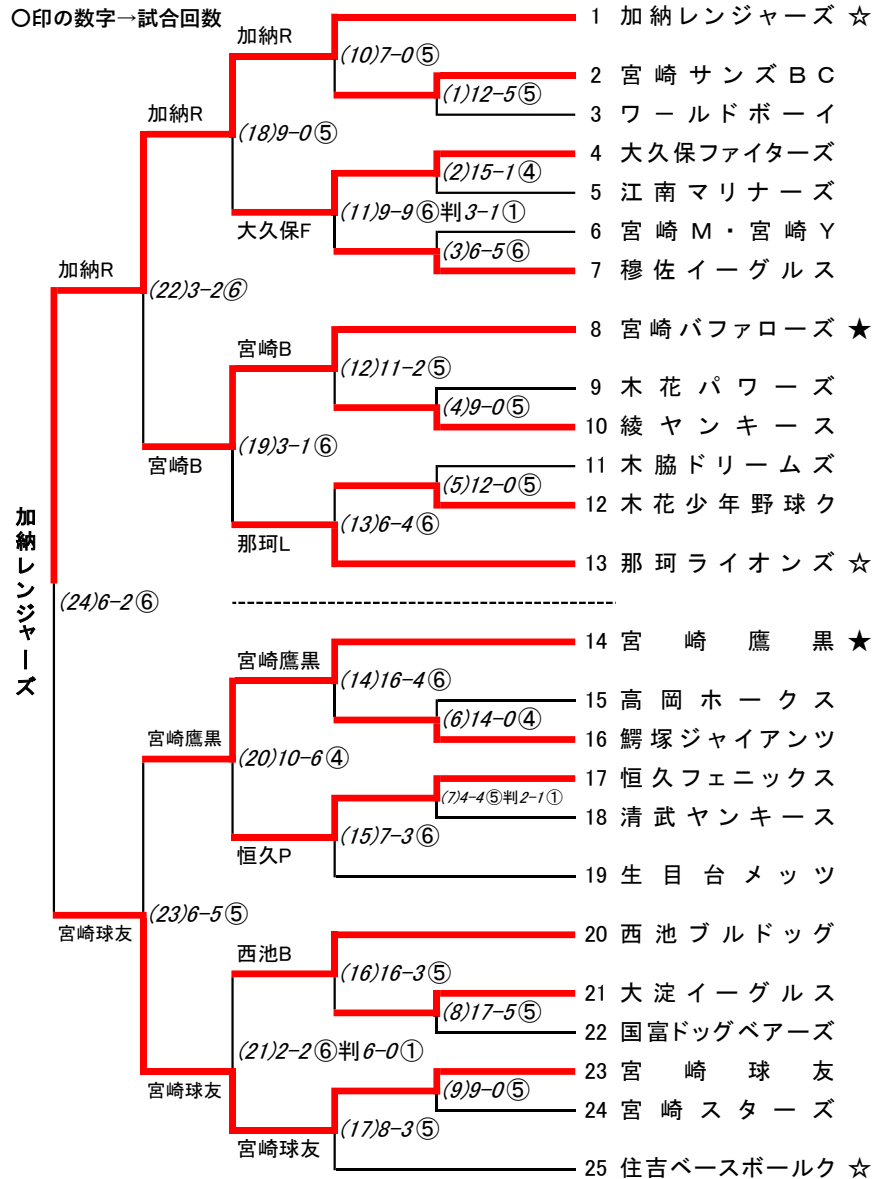 〇印の数字→試合回数
加納R
1 加納レンジャーズ ☆
(10)7-0⑤
2 宮崎サンズBC
(1)12-5⑤
加納R
3 ワールドボーイ
(18)9-0⑤
4 大久保ファイターズ
(2)15-1④
5 江南マリナーズ
(11)9-9⑥判3-1①
大久保F
6 宮崎M・宮崎Y
(3)6-5⑥
加納R
7 穆佐イーグルス
(22)3-2⑥
8 宮崎バファローズ ★
宮崎B
(12)11-2⑤
9 木花パワーズ
(4)9-0⑤
10 綾ヤンキース
(19)3-1⑥
宮崎B
11 木脇ドリームズ
(5)12-0⑤
12 木花少年野球ク
(13)6-4⑥
那珂L
13 那珂ライオンズ ☆
加納レンジャーズ
(24)6-2⑥
14 宮崎鷹黒 ★
宮崎鷹黒
(14)16-4⑥
15 高岡ホークス
(6)14-0④
宮崎鷹黒
16 鰐塚ジャイアンツ
(20)10-6④
17 恒久フェニックス
(7)4-4⑤判2-1①
18 清武ヤンキース
(15)7-3⑥
恒久P
19 生目台メッツ
(23)6-5⑤
宮崎球友
20 西池ブルドッグ
西池B
(16)16-3⑤
21 大淀イーグルス
(8)17-5⑤
22 国富ドッグベアーズ
(21)2-2⑥判6-0①
23 宮崎球友
宮崎球友
(9)9-0⑤
24 宮崎スターズ
(17)8-3⑤
宮崎球友
25 住吉ベースボールク ☆